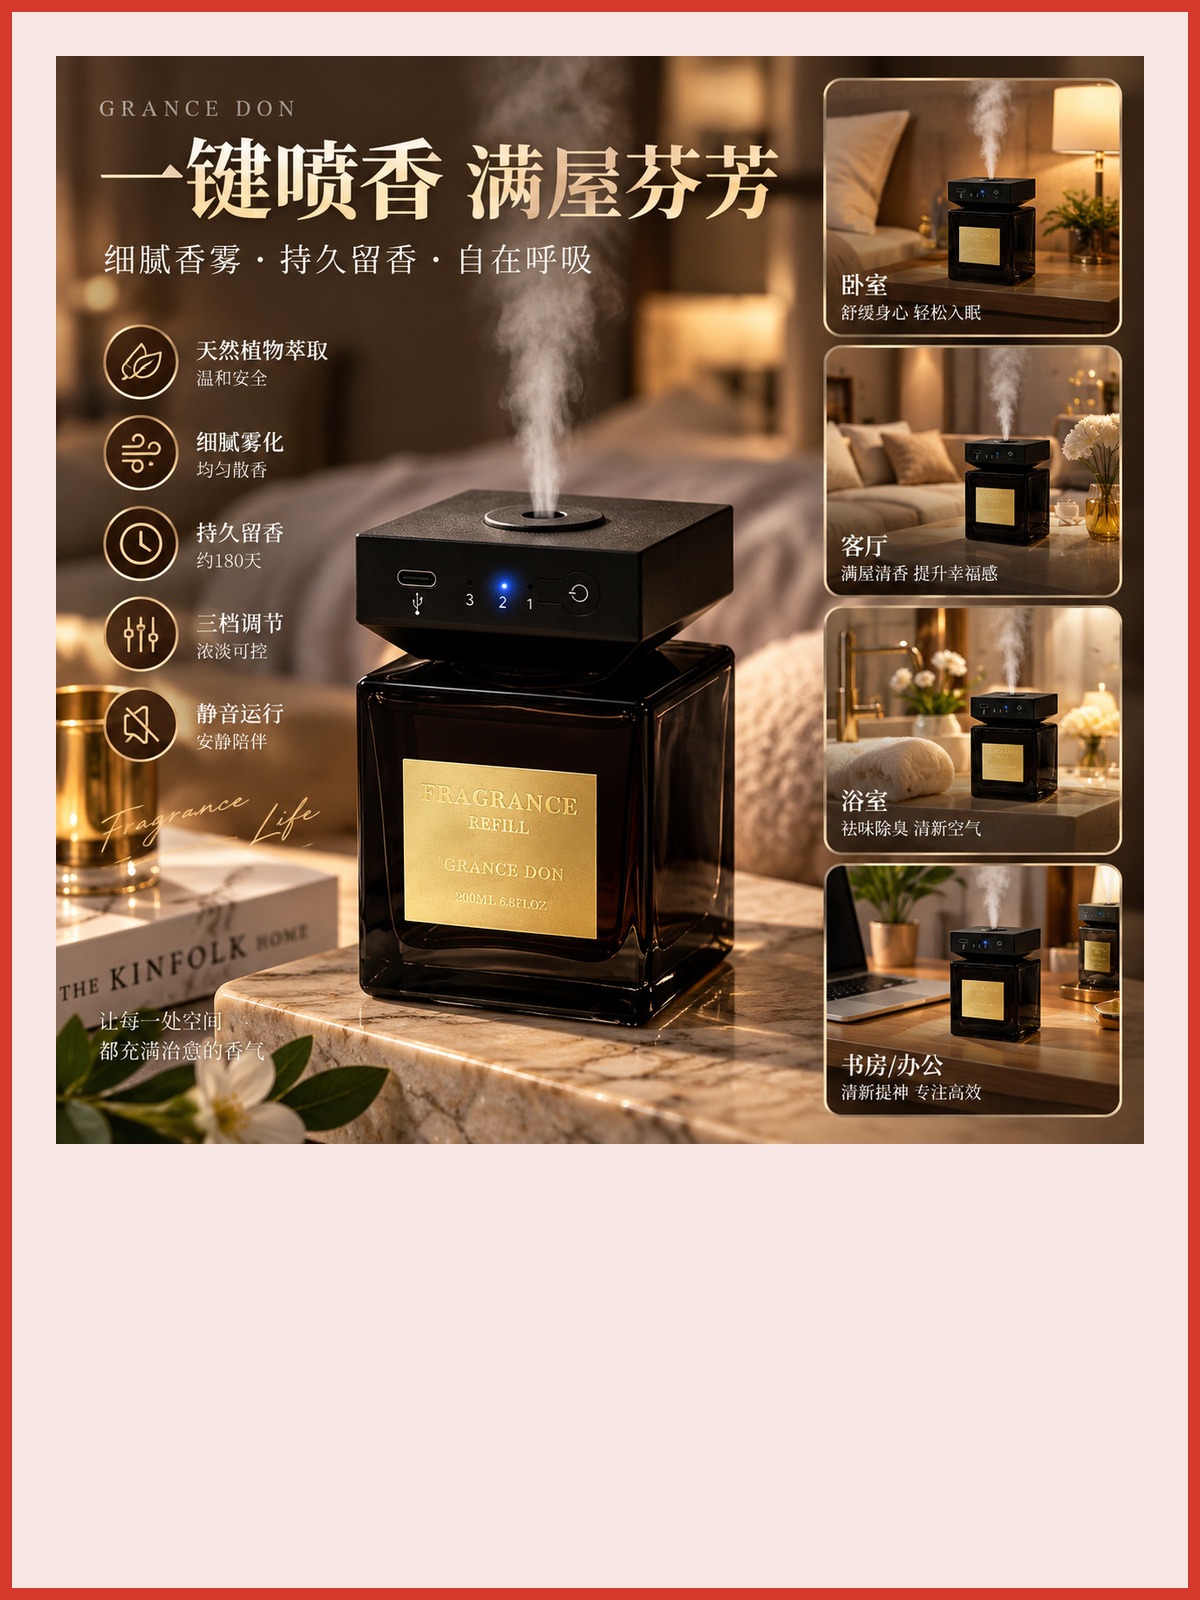 GRANCE DON
一键喷香 满屋芬芳
细腻香雾·持久留香·自在呼吸
天然植物萃取
温和安全
细腻雾化
均匀散香
持久留香
约180天
三档调节
浓淡可控
静音运行
安静陪伴
Fragrance Life
3 2 1
FRAGRANCE
REFILL
GRANCE DON
200ML 6.8FI.OZ
THE KINFOLK HOME
让每一处空间
都充满治愈的香气
卧室
舒缓身心 轻松入眠
客厅
满屋清香 提升幸福感
浴室
祛味除臭 清新空气
书房/办公
清新提神 专注高效